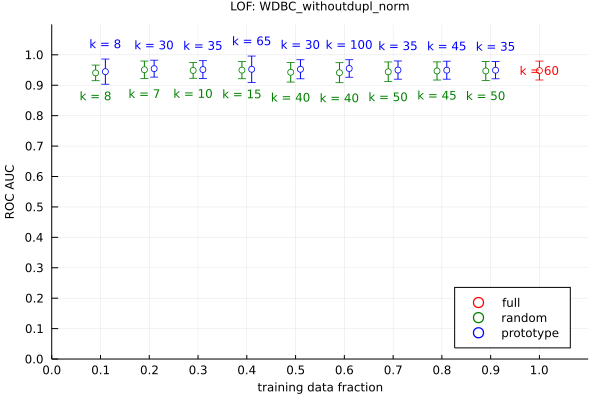 LOF: WDBC_withoutdupl_norm
k = 8 k = 30 k = 35 k = 65 k = 30 k = 100 k = 35 k = 45 k = 35
k = 60
k = 8 k = 7 k = 10 k = 15 k = 40 k = 40 k = 50 k = 45 k = 50
1.0
0.9
0.8
0.7
0.6
0.5
0.4
0.3
0.2
0.1
0.0
ROC AUC
full
random
prototype
0.0 0.1 0.2 0.3 0.4 0.5 0.6 0.7 0.8 0.9 1.0
training data fraction